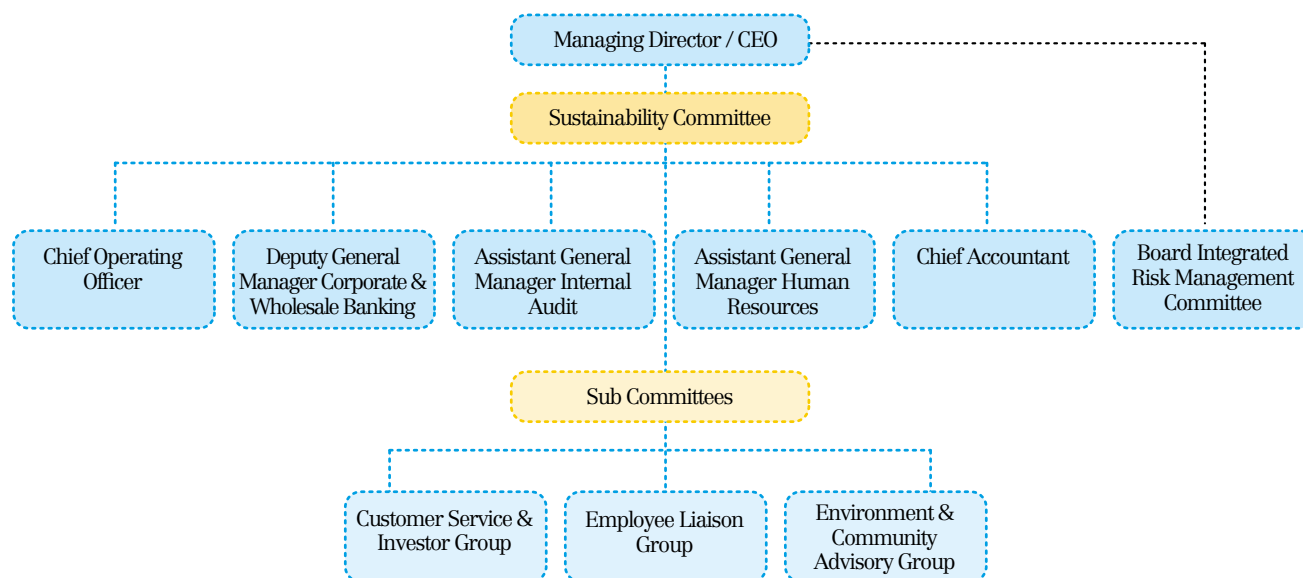 Managing Director / CEO
Sustainability Committee
Chief Operating
Officer
Deputy General
Manager Corporate &
Wholesale Banking
Assistant General
Manager Internal
Audit
Assistant General
Manager Human
Resources
Chief Accountant
Board Integrated
Risk Management
Committee
Sub Committees
Customer Service &
Investor Group
Employee Liaison
Group
Environment &
Community
Advisory Group